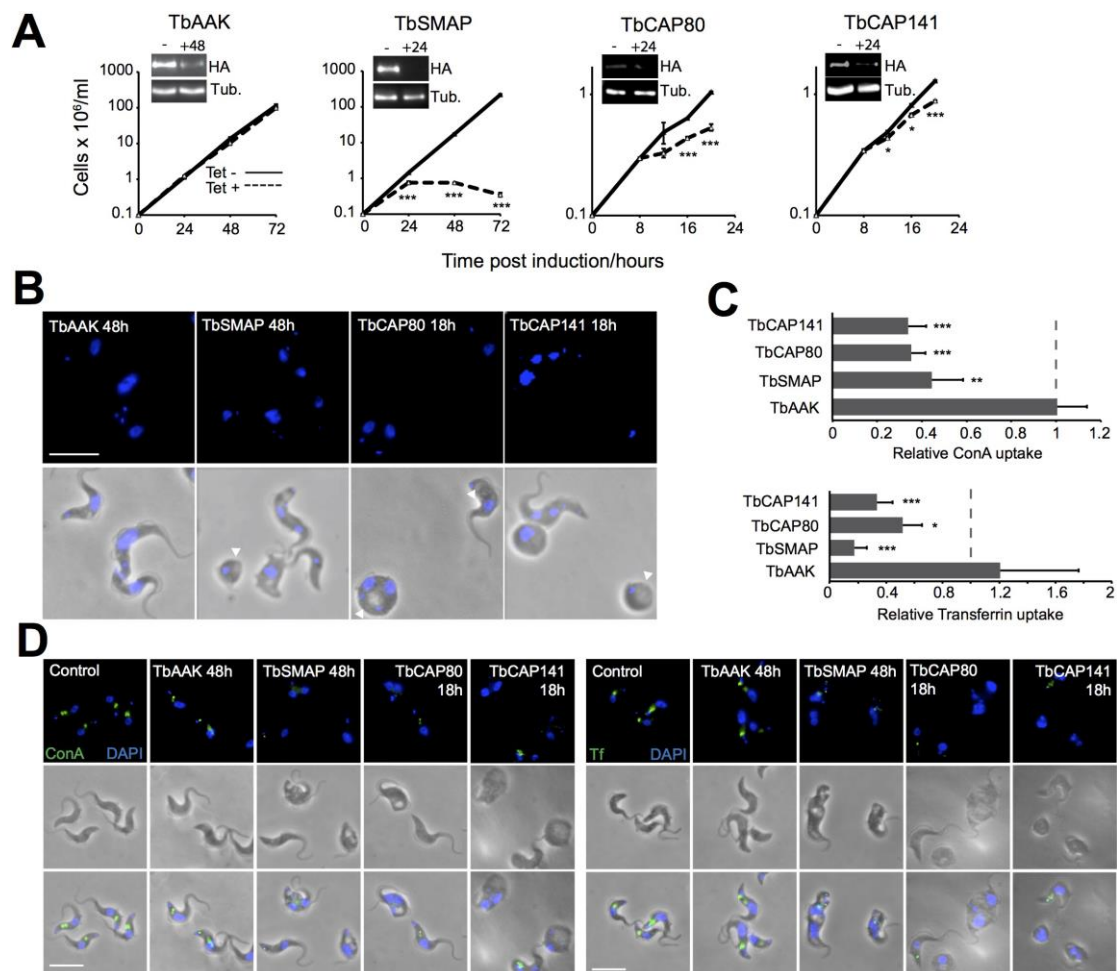 A
TbAAK
TbSMAP
TbCAP80
TbCAP141
- +48
HA
Tub.
- +24
HA
Tub.
- +24
HA
Tub.
- +24
HA
Tub.
Cells x 10⁶/ml
1000
100
10
1
0.1
Tet -
Tet +
0 24 48 72
1000
100
10
1
0.1
*** *** ***
0 24 48 72
1
0.1
*** ***
0 8 16 24
1
0.1
* * ***
0 8 16 24
Time post induction/hours
B
TbAAK 48h
TbSMAP 48h
TbCAP80 18h
TbCAP141 18h
C
TbCAP141 ***
TbCAP80 ***
TbSMAP **
TbAAK
0 0.2 0.4 0.6 0.8 1 1.2
Relative ConA uptake
TbCAP141 ***
TbCAP80 *
TbSMAP ***
TbAAK
0 0.4 0.8 1.2 1.6 2
Relative Transferrin uptake
D
Control
TbAAK 48h
TbSMAP 48h
TbCAP80
18h
TbCAP141
18h
ConA DAPI
Control
TbAAK 48h
TbSMAP 48h
TbCAP80
18h
TbCAP141
18h
Tf DAPI